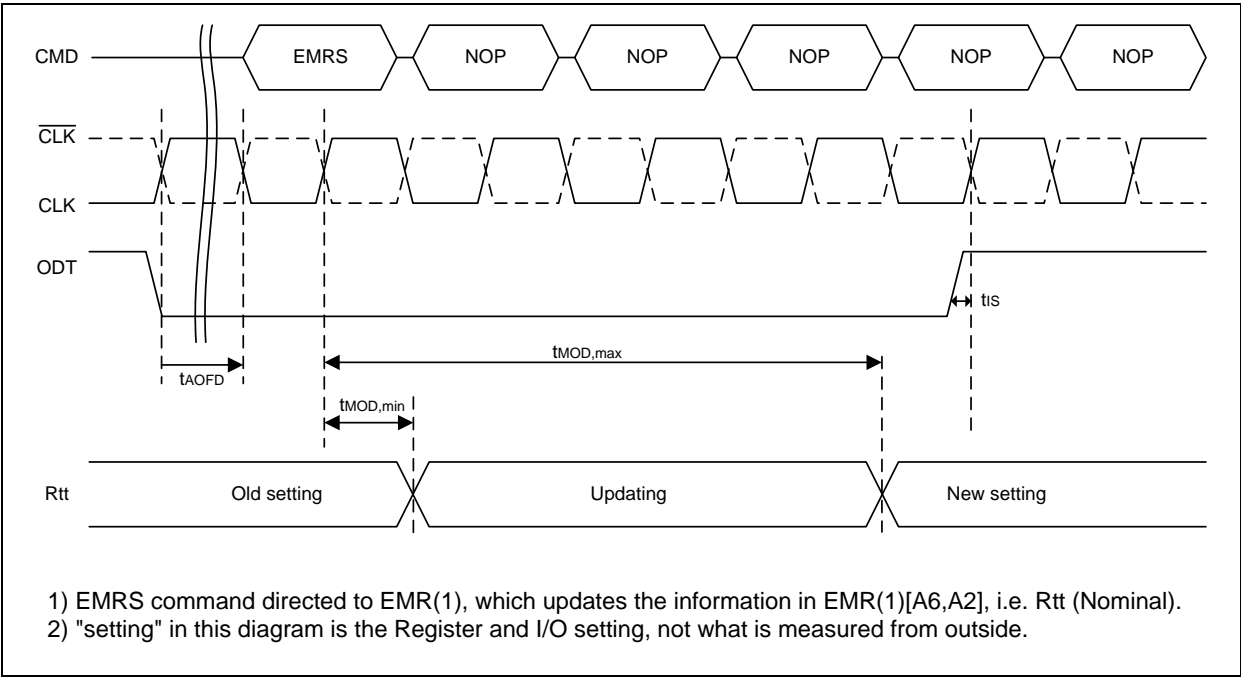 CMD EMRS NOP NOP NOP NOP NOP
CLK
CLK
ODT
tIS
tMOD,max
tAOFD
tMOD,min
Rtt Old setting Updating New setting
1) EMRS command directed to EMR(1), which updates the information in EMR(1)[A6,A2], i.e. Rtt (Nominal).
2) "setting" in this diagram is the Register and I/O setting, not what is measured from outside.